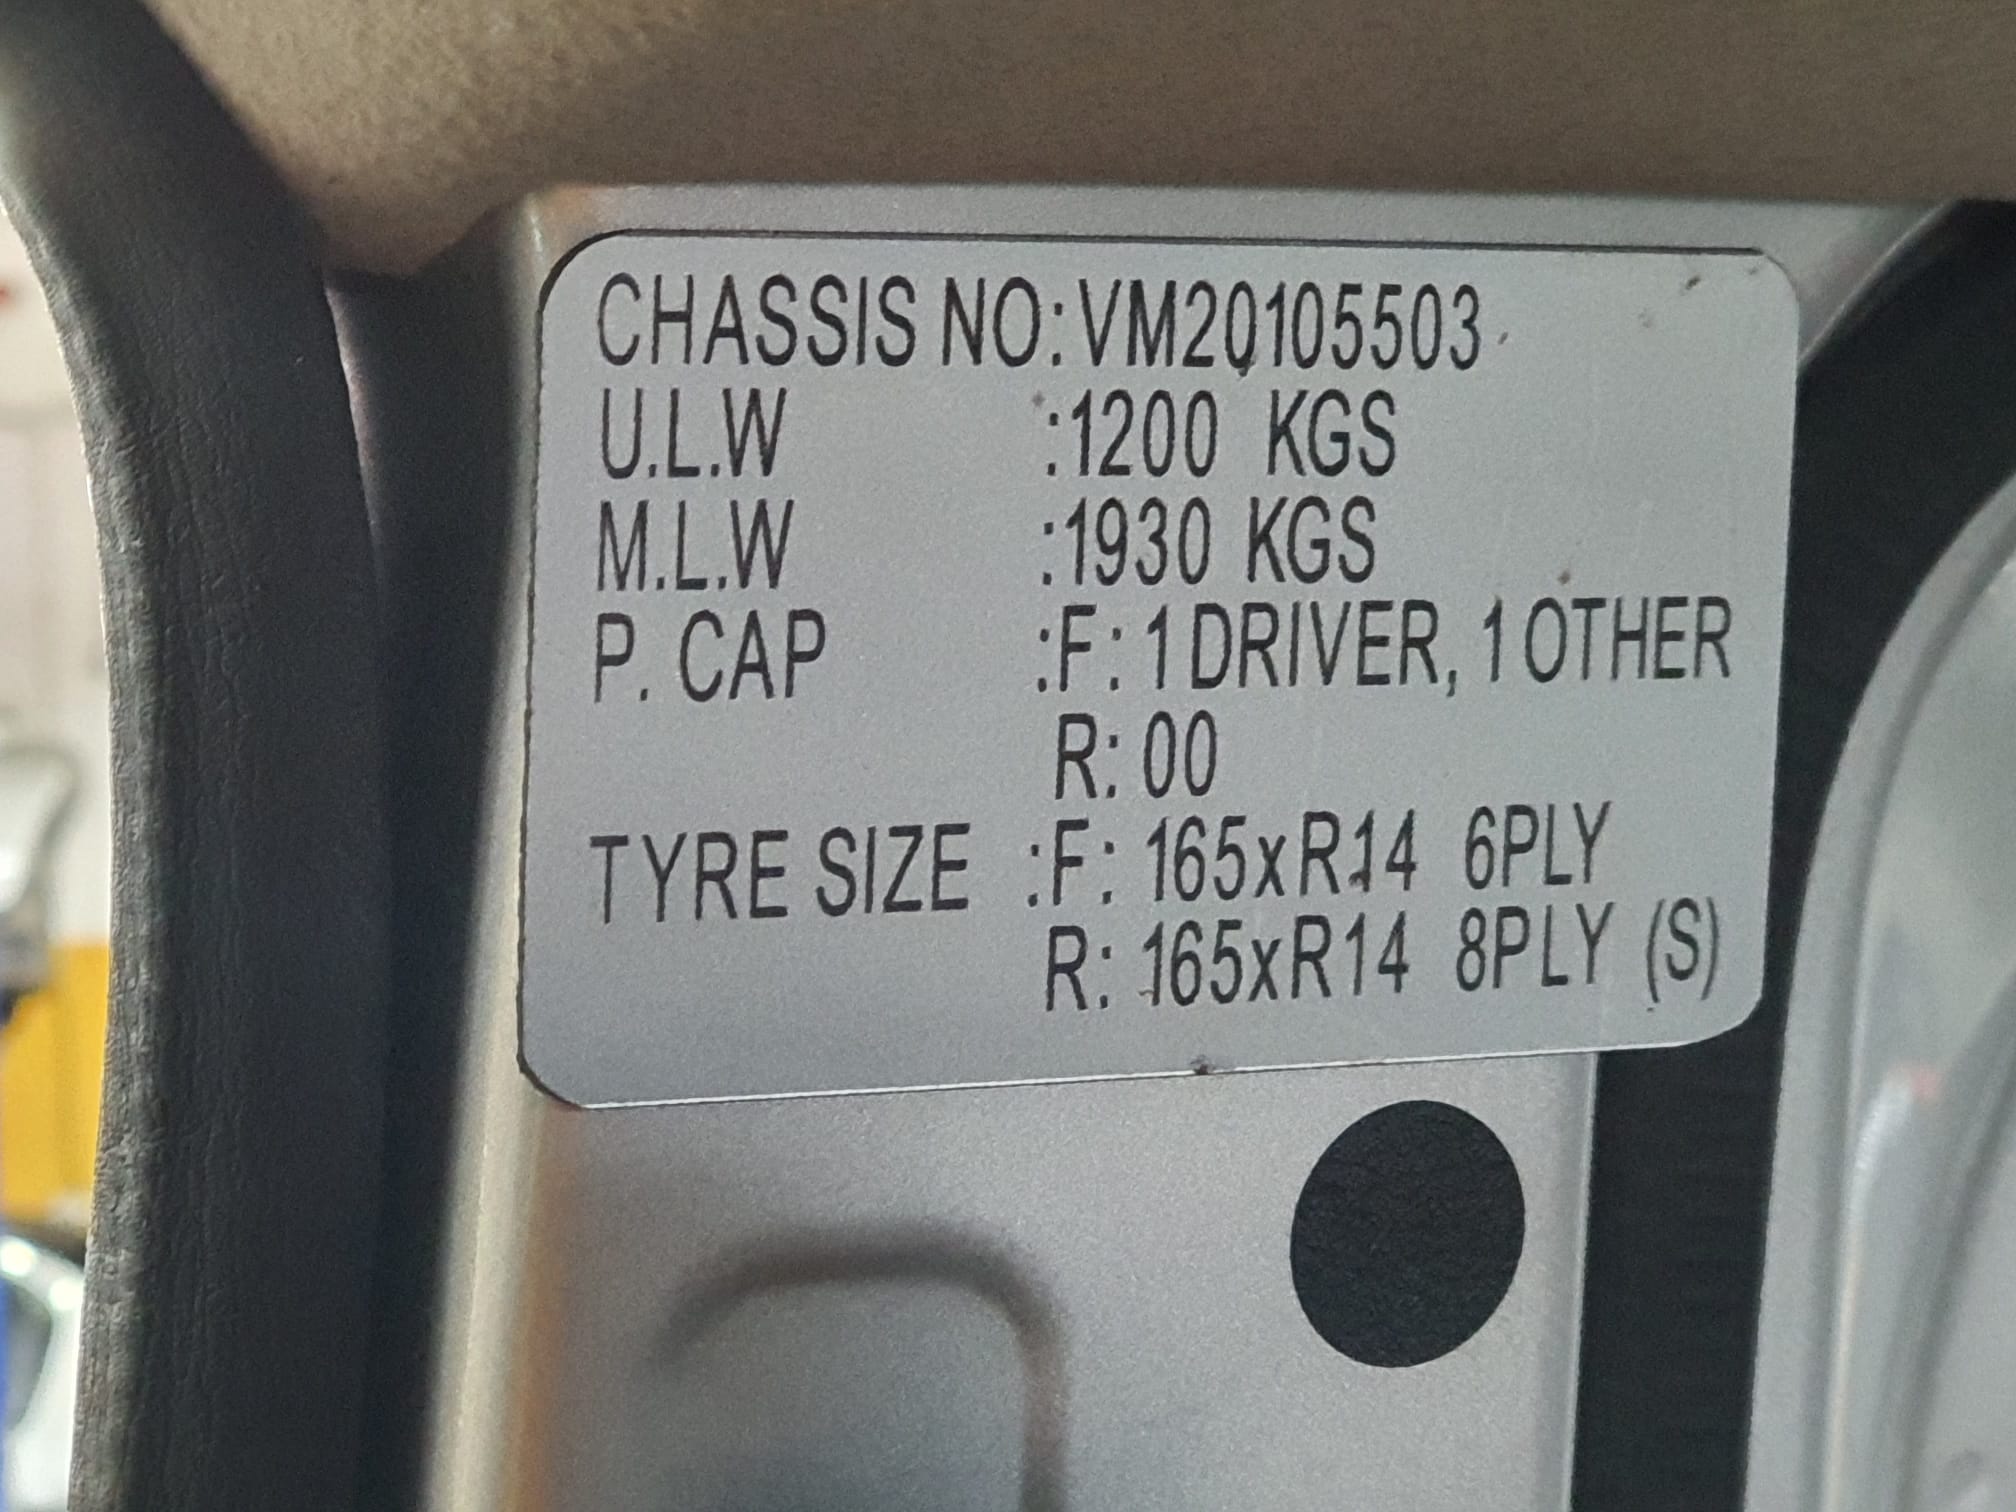 CHASSIS NO: VM20105503
U.L.W :1200 KGS
M.L.W :1930 KGS
P. CAP :F: 1 DRIVER, 1 OTHER
R: 00
TYRE SIZE :F: 165xR14 6PLY
R: 165xR14 8PLY (S)